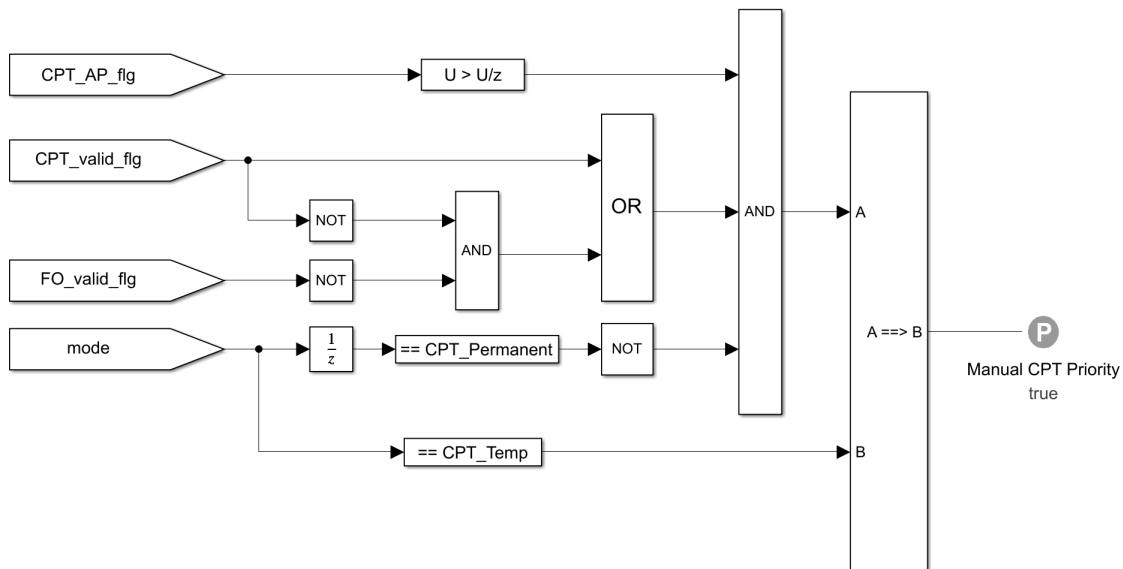 CPT_AP_flg
U > U/z
CPT_valid_flg
OR
NOT
AND
AND
A
FO_valid_flg
NOT
mode
1
z
== CPT_Permanent
NOT
A ==> B
P
Manual CPT Priority
true
== CPT_Temp
B